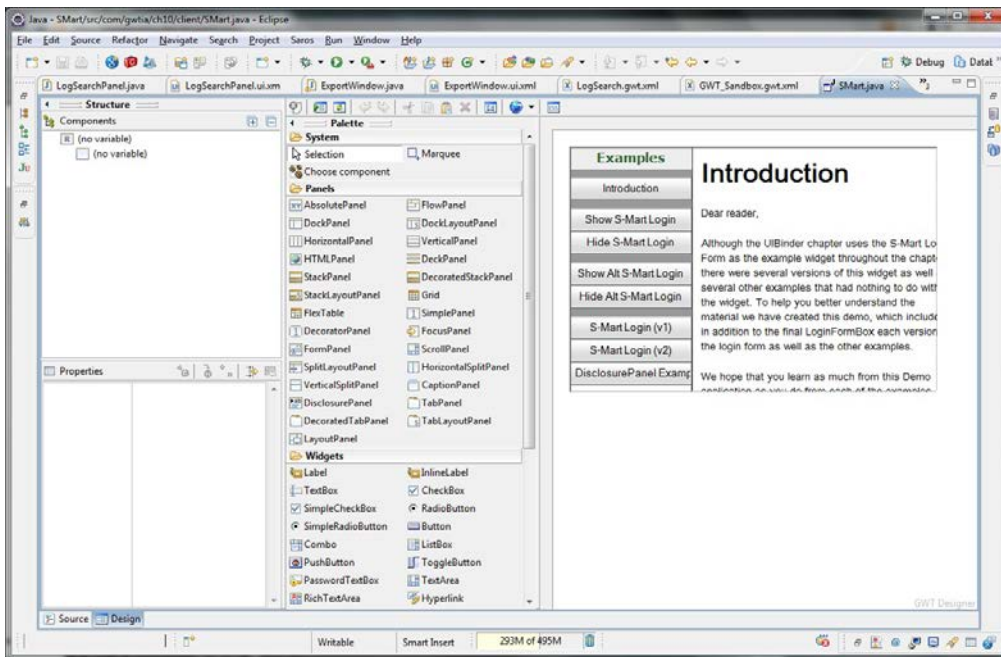 Java - SMart/src/com/gwtia/ch10/client/SMart.java - Eclipse
File Edit Source Refactor Navigate Search Project Saros Run Window Help
Debug Datat
LogSearchPanel.java LogSearchPanel.ui.xm ExportWindow.java ExportWindow.ui.xml LogSearch.gwt.xml GWT_Sandbox.gwt.xml SMart.java
Structure
Components
(no variable)
(no variable)
Properties
Palette
System
Selection Marquee
Choose component
Panels
AbsolutePanel FlowPanel
DockPanel DockLayoutPanel
HorizontalPanel VerticalPanel
HTMLPanel DeckPanel
StackPanel DecoratedStackPanel
StackLayoutPanel Grid
FlexTable SimplePanel
DecoratorPanel FocusPanel
FormPanel ScrollPanel
SplitLayoutPanel HorizontalSplitPanel
VerticalSplitPanel CaptionPanel
DisclosurePanel TabPanel
DecoratedTabPanel TabLayoutPanel
LayoutPanel
Widgets
Label InlineLabel
TextBox CheckBox
SimpleCheckBox RadioButton
SimpleRadioButton Button
Combo ListBox
PushButton ToggleButton
PasswordTextBox TextArea
RichTextArea Hyperlink
Examples
Introduction
Show S-Mart Login
Hide S-Mart Login
Show Alt S-Mart Login
Hide Alt S-Mart Login
S-Mart Login (v1)
S-Mart Login (v2)
DisclosurePanel Examp
Introduction
Dear reader,
Although the UIBinder chapter uses the S-Mart Lo
Form as the example widget throughout the chapt
there were several versions of this widget as well
several other examples that had nothing to do with
the widget. To help you better understand the
material we have created this demo, which include
in addition to the final LoginFormBox each version
the login form as well as the other examples.
We hope that you learn as much from this Demo
application as you do from each of the examples
GWT Designer
Source Design
Writable Smart Insert 293M of 495M